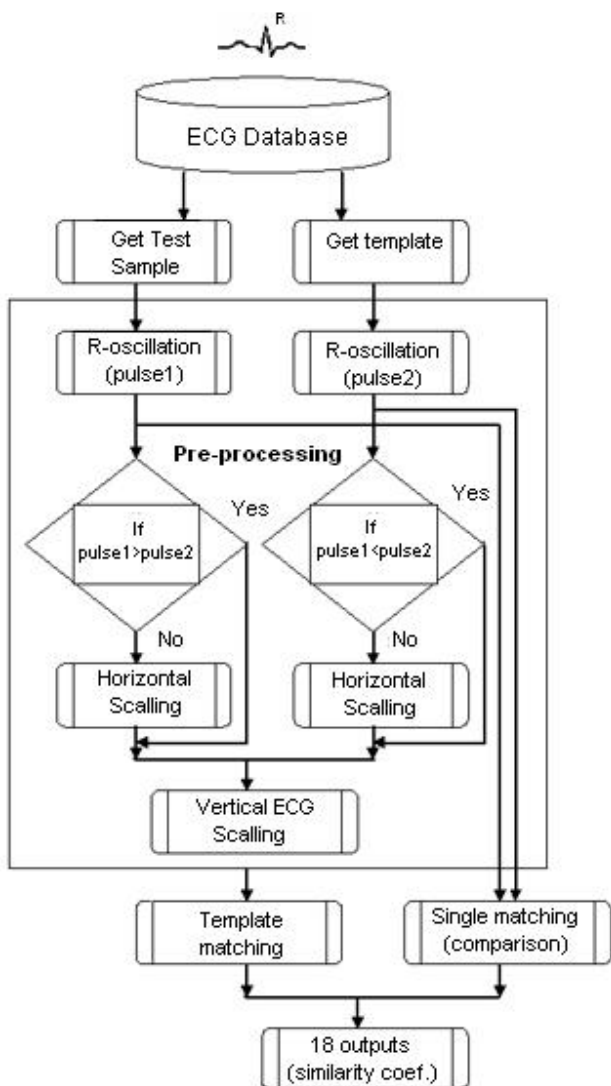 R
ECG Database
Get Test
Sample
Get template
R-oscillation
(pulse1)
R-oscillation
(pulse2)
Pre-processing
If
pulse1>pulse2
Yes
If
pulse1<pulse2
Yes
No
No
Horizontal
Scalling
Horizontal
Scalling
Vertical ECG
Scalling
Template
matching
Single matching
(comparison)
18 outputs
(similarity coef.)